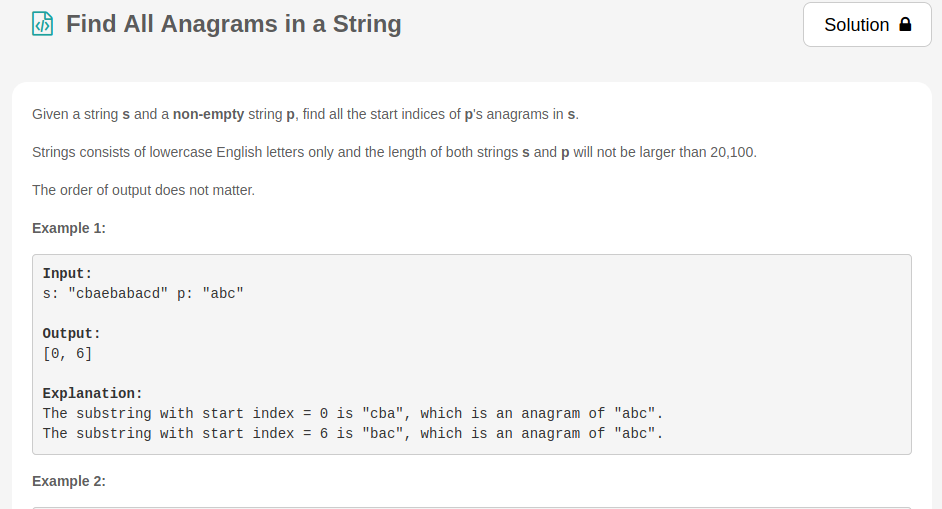 Find All Anagrams in a String
Solution
Given a string s and a non-empty string p, find all the start indices of p's anagrams in s.
Strings consists of lowercase English letters only and the length of both strings s and p will not be larger than 20,100.
The order of output does not matter.
Example 1:
Input:
s: "cbaebabacd" p: "abc"
Output:
[0, 6]
Explanation:
The substring with start index = 0 is "cba", which is an anagram of "abc".
The substring with start index = 6 is "bac", which is an anagram of "abc".
Example 2: